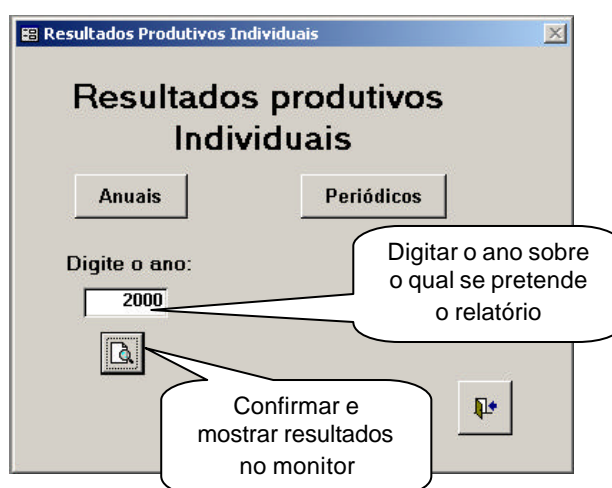 Resultados Produtivos Individuais
Resultados produtivos
Individuais
Anuais
Periódicos
Digite o ano:
2000
Digitar o ano sobre
o qual se pretende
o relatório
Confirmar e
mostrar resultados
no monitor